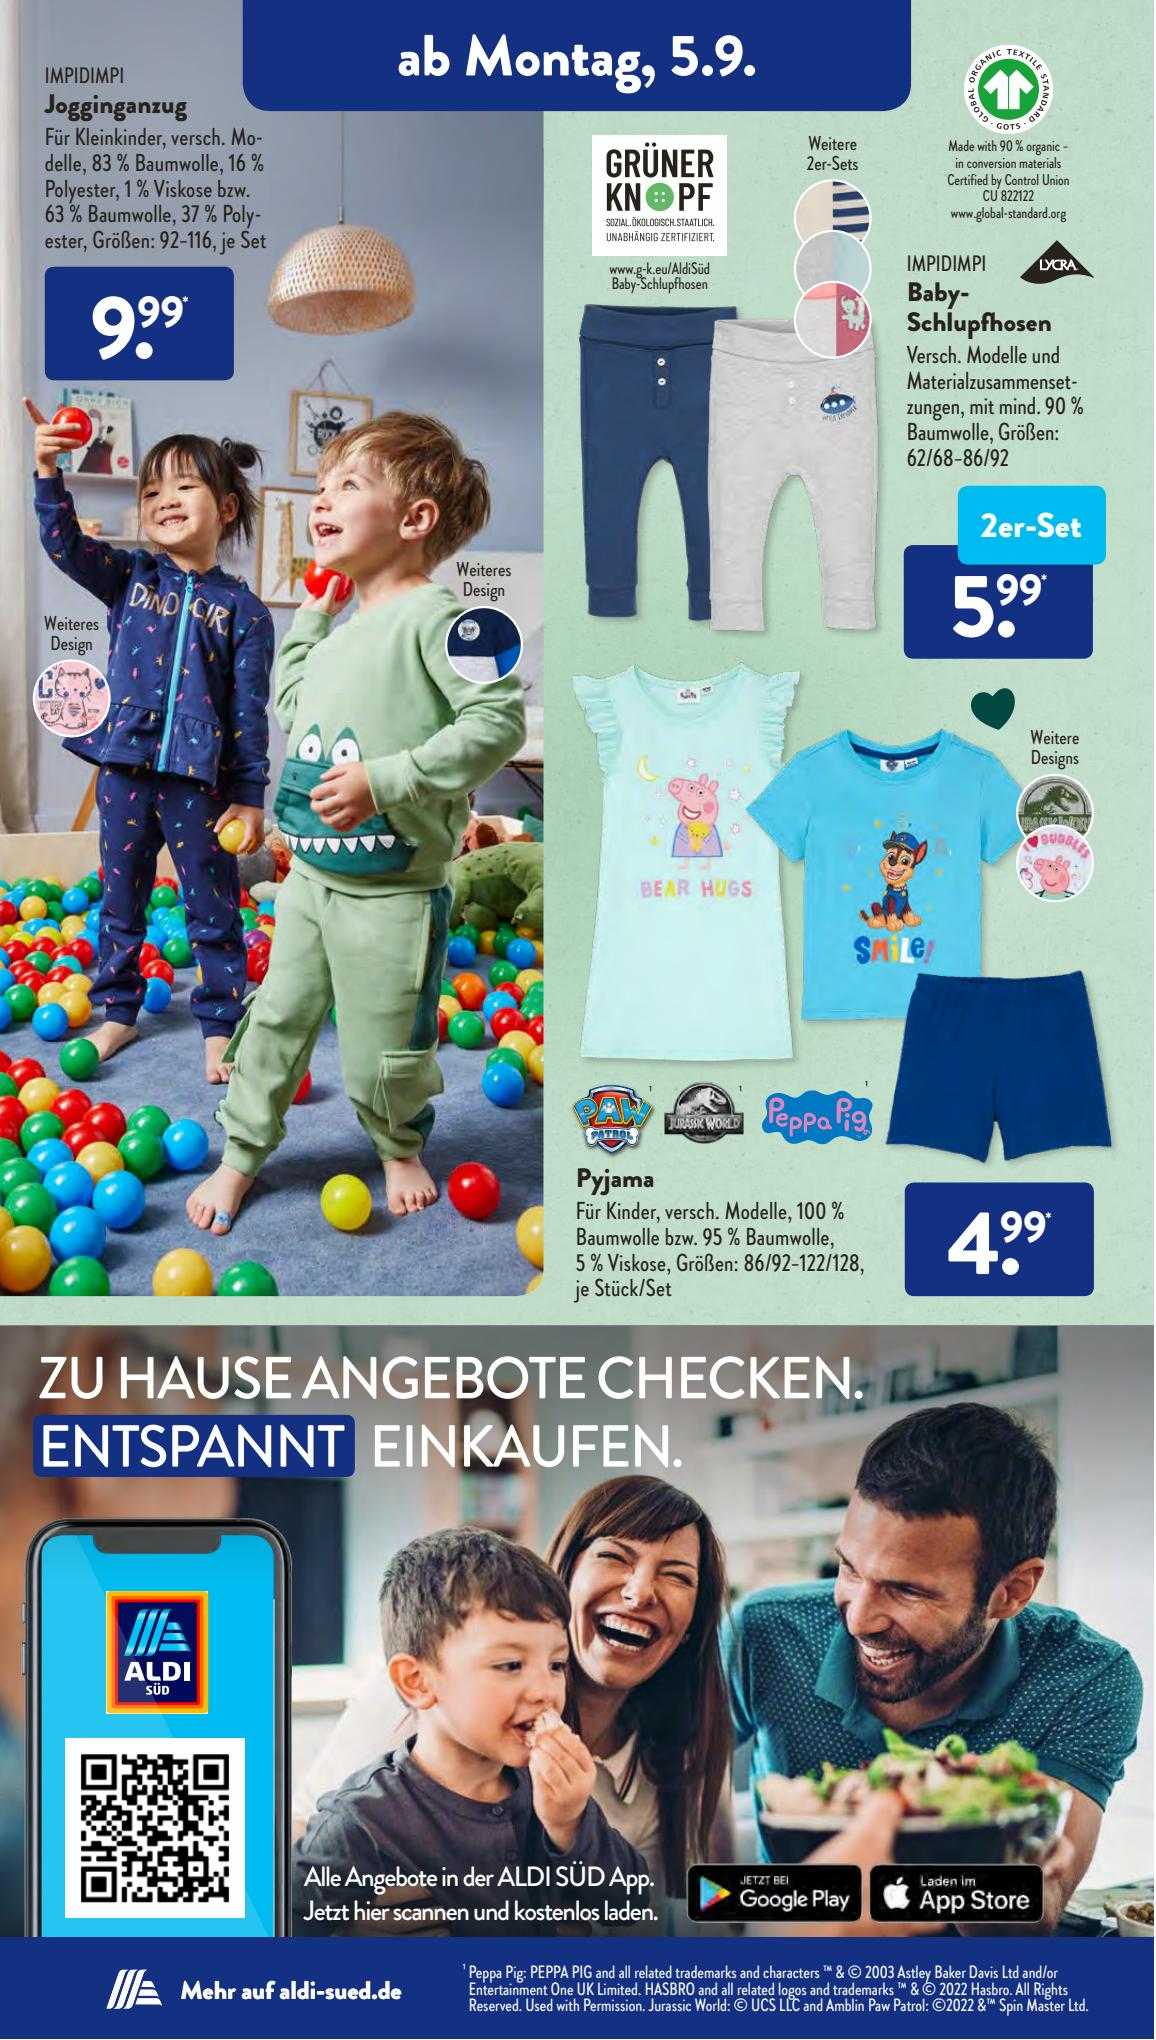 ab Montag, 5.9.
IMPIDIMPI
Jogginganzug
Für Kleinkinder, versch. Mo-
delle, 83 % Baumwolle, 16 %
Polyester, 1 % Viskose bzw.
63 % Baumwolle, 37 % Poly-
ester, Größen: 92–116, je Set
9.99*
DINO GIRL
Weiteres
Design
Weiteres
Design
GRÜNER
KNOPF
SOZIAL. ÖKOLOGISCH. STAATLICH.
UNABHÄNGIG ZERTIFIZIERT.
www.g-k.eu/AldiSüd
Baby-Schlupfhosen
Weitere
2er-Sets
GLOBAL ORGANIC TEXTILE STANDARD · GOTS ·
Made with 90 % organic –
in conversion materials
Certified by Control Union
CU 822122
www.global-standard.org
IMPIDIMPI
LYCRA
Baby-
Schlupfhosen
Versch. Modelle und
Materialzusammenset-
zungen, mit mind. 90 %
Baumwolle, Größen:
62/68–86/92
2er-Set
5.99*
BEAR HUGS
SMiLE!
Weitere
Designs
JURASSIC WORLD
I ♥ BUBBLES
PAW
PATROL
1
JURASSIC WORLD
1
Peppa Pig
1
Pyjama
Für Kinder, versch. Modelle, 100 %
Baumwolle bzw. 95 % Baumwolle,
5 % Viskose, Größen: 86/92–122/128,
je Stück/Set
4.99*
ZU HAUSE ANGEBOTE CHECKEN.
ENTSPANNT EINKAUFEN.
ALDI
SÜD
Alle Angebote in der ALDI SÜD App.
Jetzt hier scannen und kostenlos laden.
JETZT BEI
Google Play
Laden im
App Store
Mehr auf aldi-sued.de
¹ Peppa Pig: PEPPA PIG and all related trademarks and characters ™ & © 2003 Astley Baker Davis Ltd and/or
Entertainment One UK Limited. HASBRO and all related logos and trademarks ™ & © 2022 Hasbro. All Rights
Reserved. Used with Permission. Jurassic World: © UCS LLC and Amblin Paw Patrol: ©2022 &™ Spin Master Ltd.